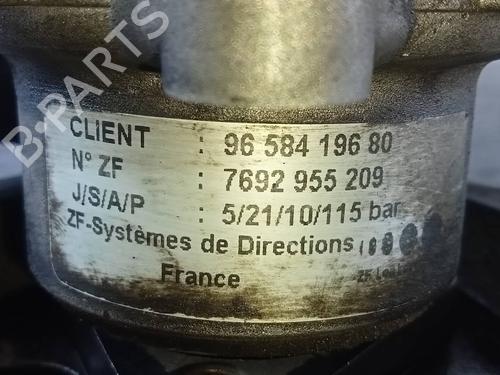 CLIENT : 96 584 196 80
N° ZF : 7692 955 209
J/S/A/P : 5/21/10/115 bar
ZF-Systèmes de Directions
France
B-PARTS